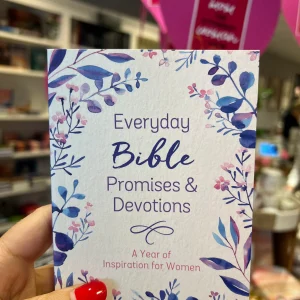 Everyday
Bible
Promises &
Devotions
A Year of
Inspiration for Women